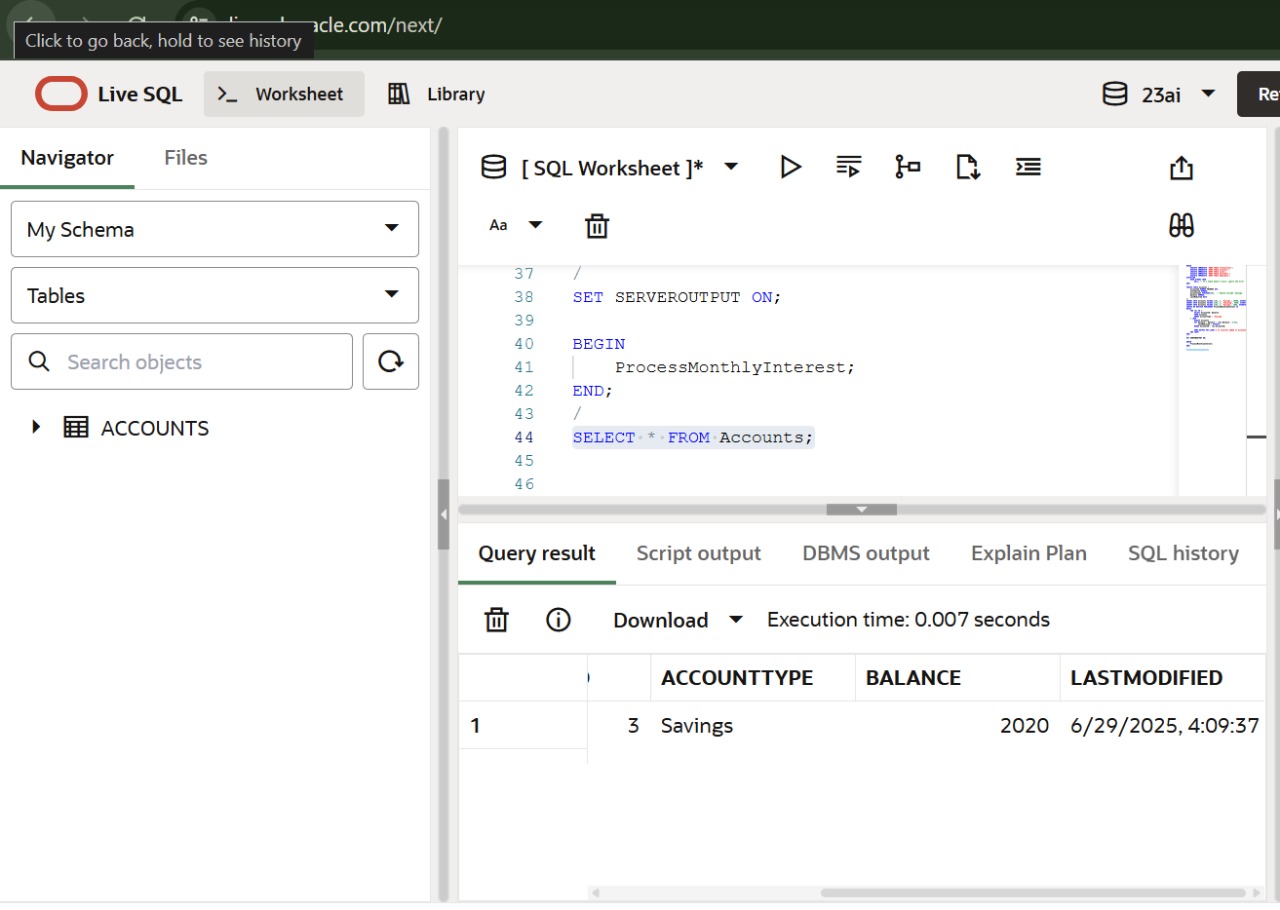 acle.com/next/
Click to go back, hold to see history
Live SQL
Worksheet
Library
23ai
Navigator
Files
My Schema
Tables
Search objects
ACCOUNTS
[ SQL Worksheet ]*
Aa
37 /
38 SET SERVEROUTPUT ON;
39
40 BEGIN
41 ProcessMonthlyInterest;
42 END;
43 /
44 SELECT * FROM Accounts;
45
46
Query result
Script output
DBMS output
Explain Plan
SQL history
Download
Execution time: 0.007 seconds
ACCOUNTTYPE BALANCE LASTMODIFIED
1 3 Savings 2020 6/29/2025, 4:09:37